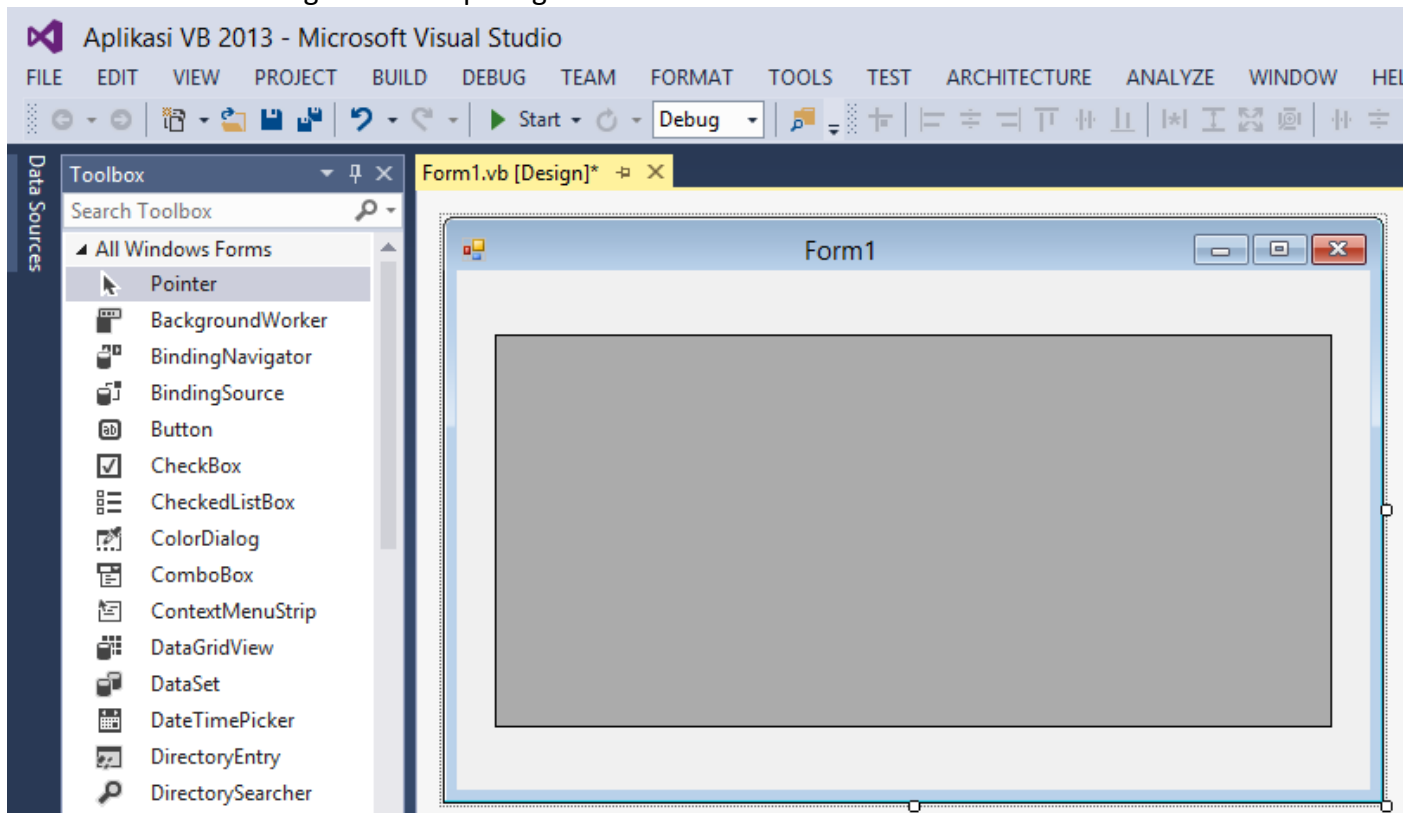 Aplikasi VB 2013 - Microsoft Visual Studio
FILE EDIT VIEW PROJECT BUILD DEBUG TEAM FORMAT TOOLS TEST ARCHITECTURE ANALYZE WINDOW HEL
Start Debug
Data Sources
Toolbox
Search Toolbox
All Windows Forms
Pointer
BackgroundWorker
BindingNavigator
BindingSource
Button
CheckBox
CheckedListBox
ColorDialog
ComboBox
ContextMenuStrip
DataGridView
DataSet
DateTimePicker
DirectoryEntry
DirectorySearcher
Form1.vb [Design]*
Form1